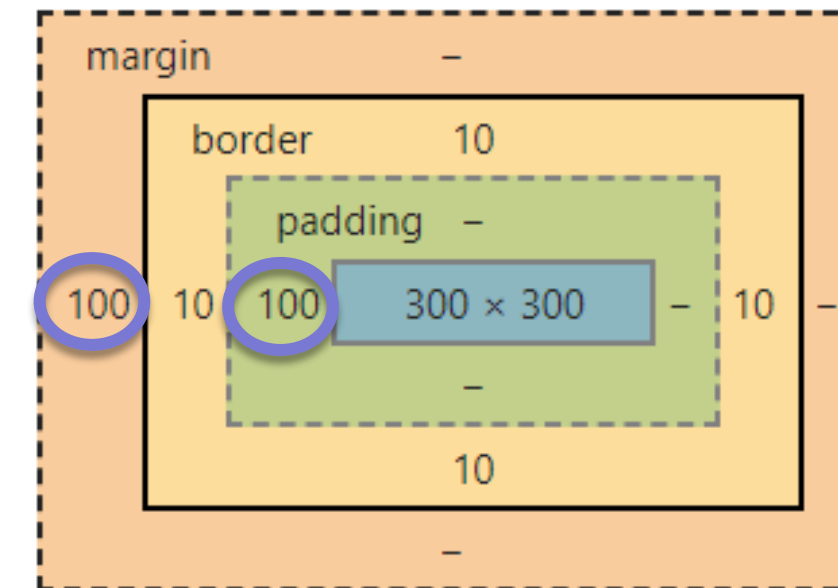 margin –
border 10
padding –
100 10 100 300 × 300 – 10 –
–
10
–